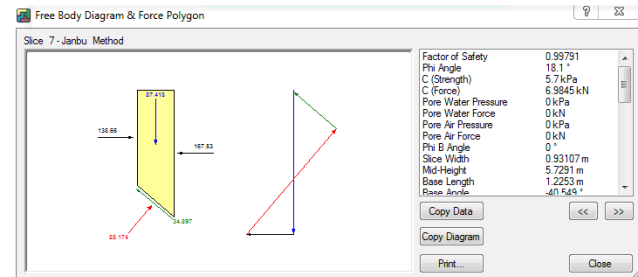 Free Body Diagram & Force Polygon
Slice 7 - Janbu Method
87.418
138.66
167.53
34.897
55.174
Factor of Safety 0.99791
Phi Angle 18.1 °
C (Strength) 5.7 kPa
C (Force) 6.9845 kN
Pore Water Pressure 0 kPa
Pore Water Force 0 kN
Pore Air Pressure 0 kPa
Pore Air Force 0 kN
Phi B Angle 0 °
Slice Width 0.93107 m
Mid-Height 5.7291 m
Base Length 1.2253 m
Base Angle -40.549 °
Copy Data
<<
>>
Copy Diagram
Print...
Close